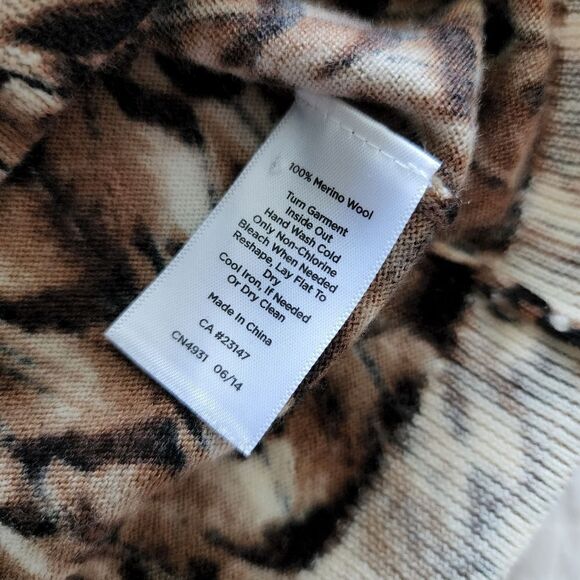 100% Merino Wool
Turn Garment
Inside Out
Hand Wash Cold
Only Non-Chlorine
Bleach When Needed
Reshape, Lay Flat To
Dry
Cool Iron, If Needed
Or Dry Clean
Made In China
CA #23147
CN4931 06/14